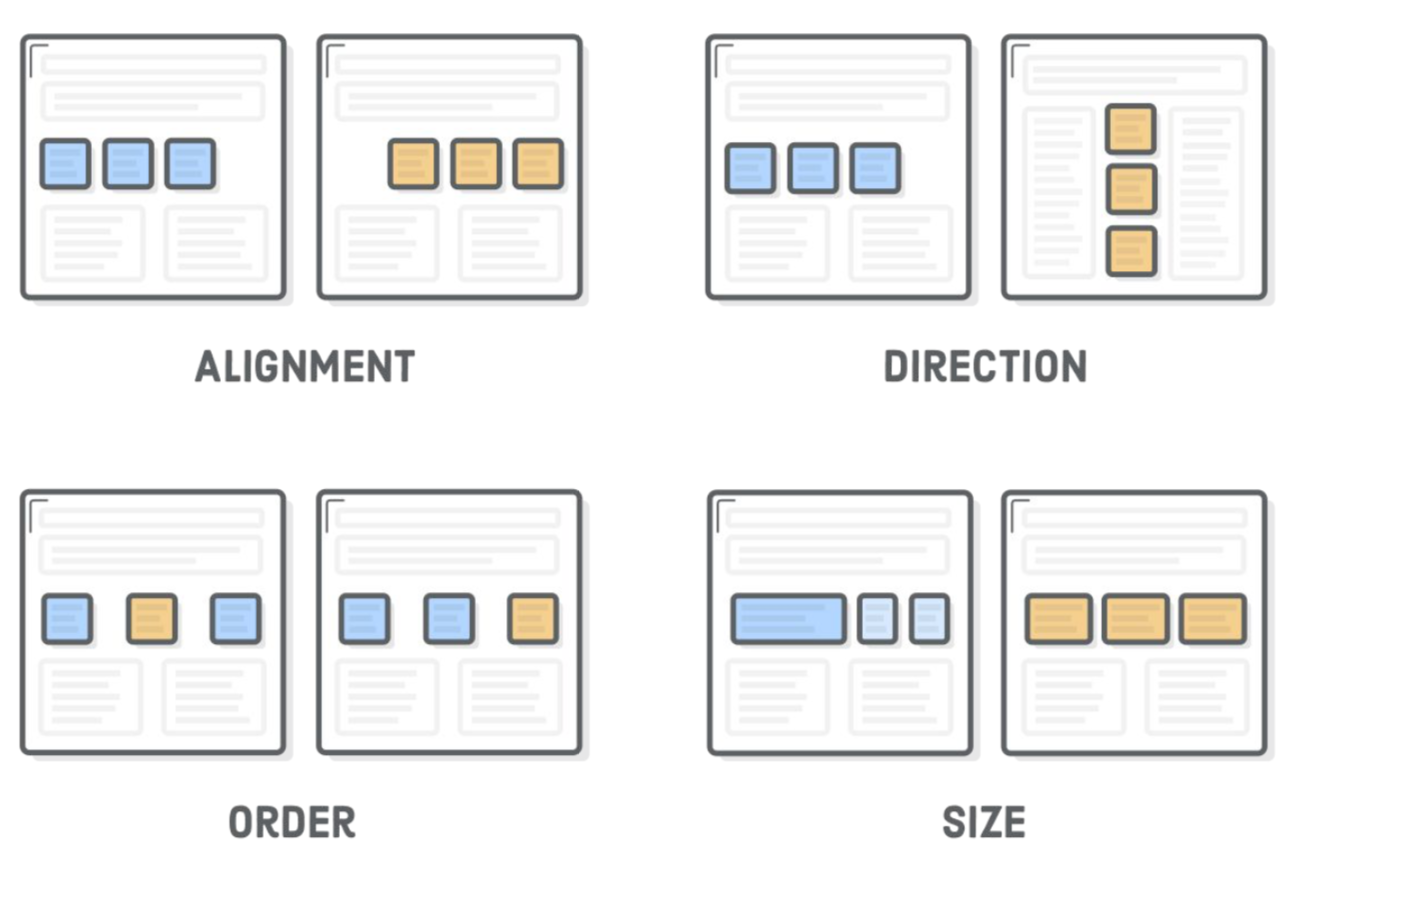 ALIGNMENT
DIRECTION
ORDER
SIZE